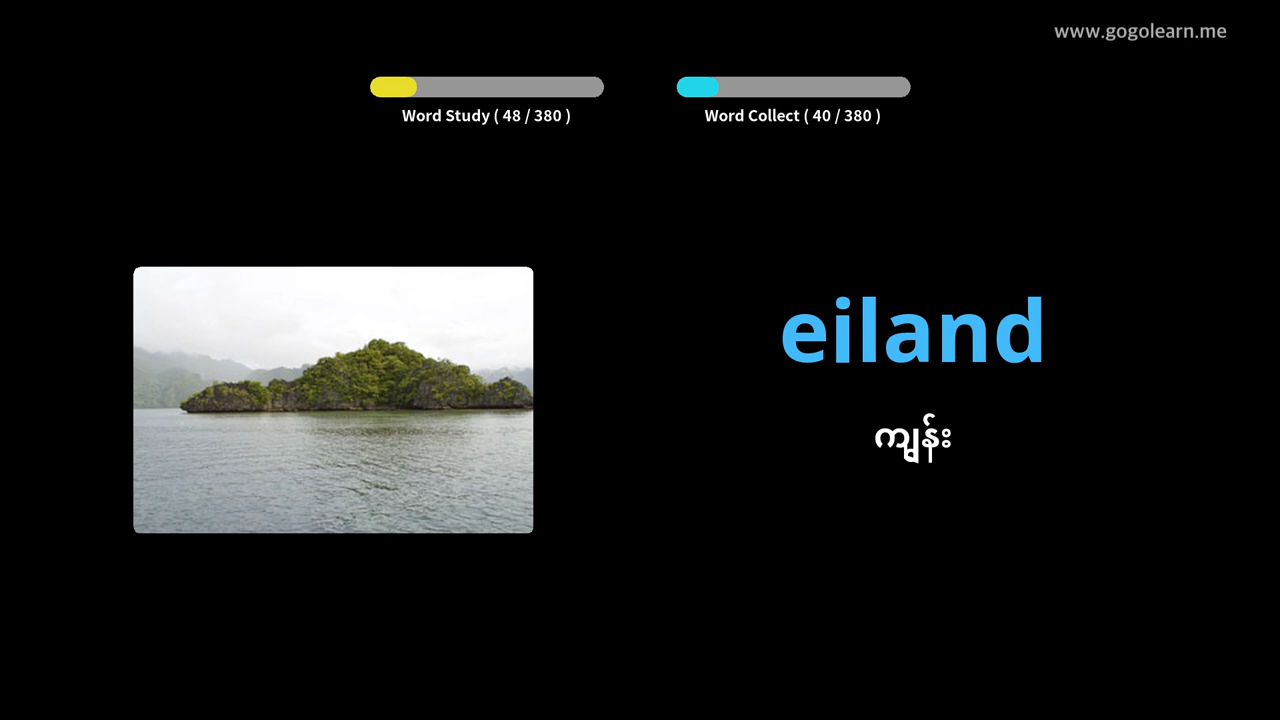 www.gogolearn.me
Word Study ( 48 / 380 )
Word Collect ( 40 / 380 )
eiland
ကျွန်း